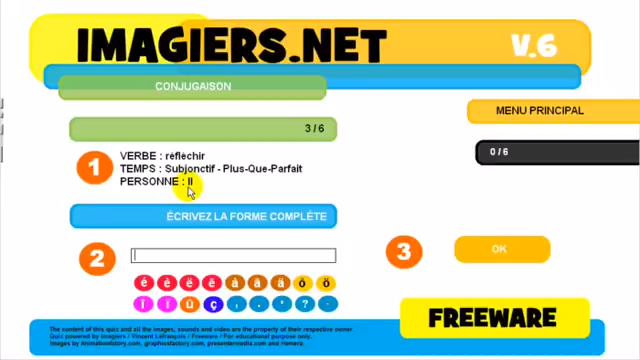 IMAGIERS.NET
V.6
CONJUGAISON
MENU PRINCIPAL
3 / 6
0 / 6
1
VERBE : réfléchir
TEMPS : Subjonctif - Plus-Que-Parfait
PERSONNE : Il
ÉCRIVEZ LA FORME COMPLÈTE
2
3
OK
FREEWARE
The content of this quiz and all the images, sounds and video are the property of their respective owner
Quiz powered by Imagiers / Vincent Lefrançois / Freeware / For educational purpose only.
Images by Animationfactory.com, graphicsfactory.com, presentermedia.com and Hemera.